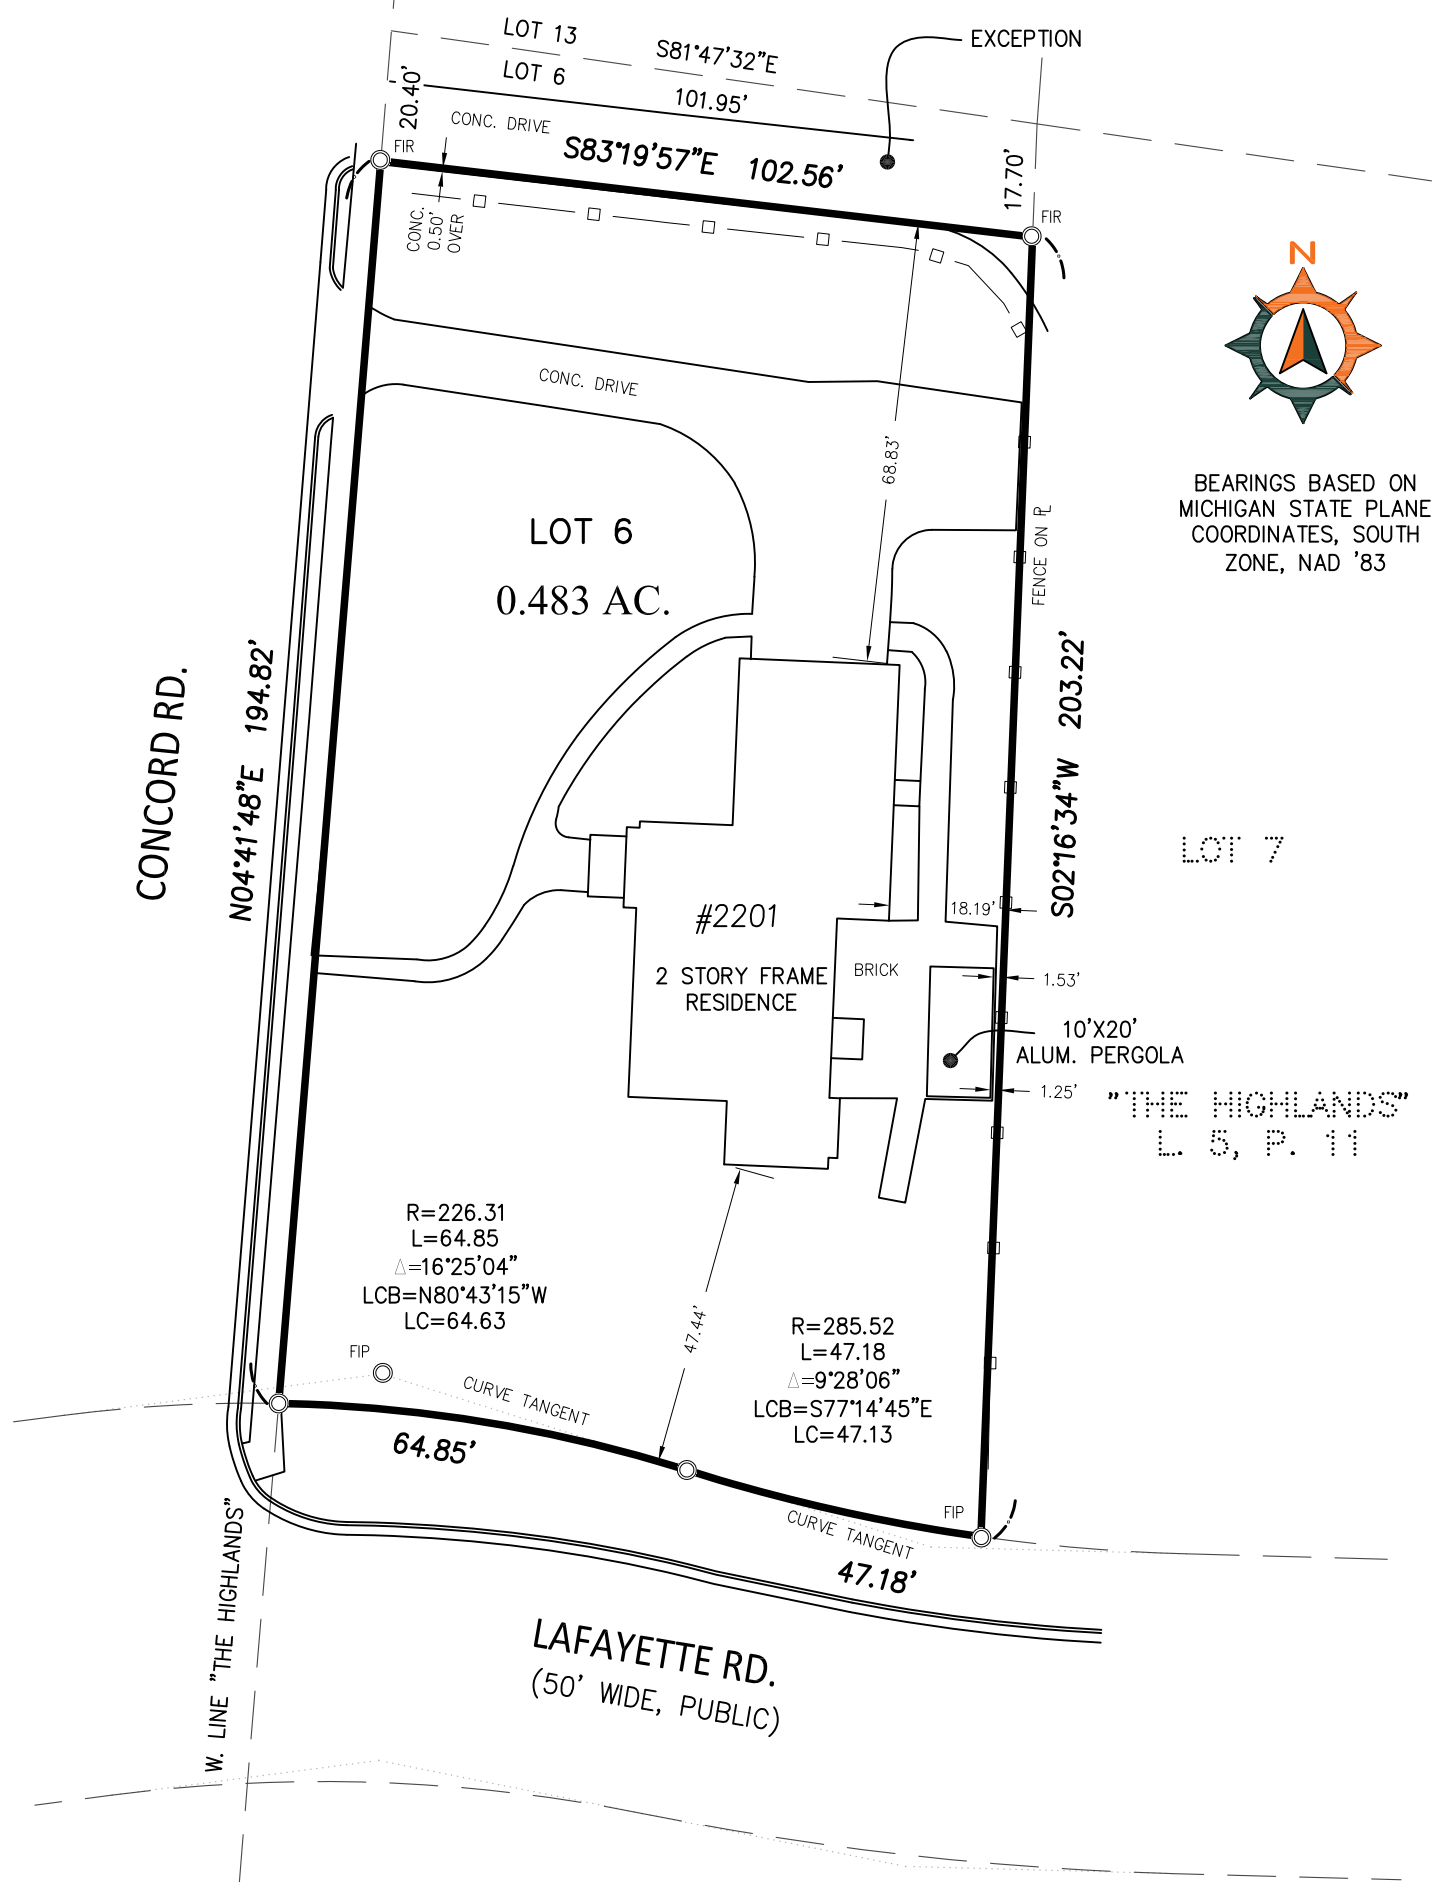 LOT 13
S81°47'32"E
EXCEPTION
LOT 6
101.95'
20.40'
CONC. DRIVE
FIR
S83°19'57"E 102.56'
17.70'
FIR
CONC.
0.50'
OVER
N
CONC. DRIVE
68.83'
BEARINGS BASED ON
MICHIGAN STATE PLANE
COORDINATES, SOUTH
ZONE, NAD '83
LOT 6
0.483 AC.
FENCE ON PL
CONCORD RD.
N04°41'48"E 194.82'
S02°16'34"W 203.22'
LOT 7
#2201
18.19'
2 STORY FRAME
RESIDENCE
BRICK
1.53'
10'X20'
ALUM. PERGOLA
1.25'
"THE HIGHLANDS"
L. 5, P. 11
R=226.31
L=64.85
Δ=16°25'04"
LCB=N80°43'15"W
LC=64.63
47.44'
R=285.52
L=47.18
Δ=9°28'06"
LCB=S77°14'45"E
LC=47.13
FIP
CURVE TANGENT
64.85'
FIP
CURVE TANGENT
47.18'
W. LINE "THE HIGHLANDS"
LAFAYETTE RD.
(50' WIDE, PUBLIC)